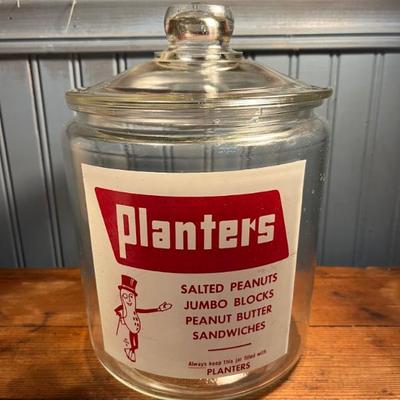 Planters
SALTED PEANUTS
JUMBO BLOCKS
PEANUT BUTTER
SANDWICHES
Always keep this jar filled with
PLANTERS